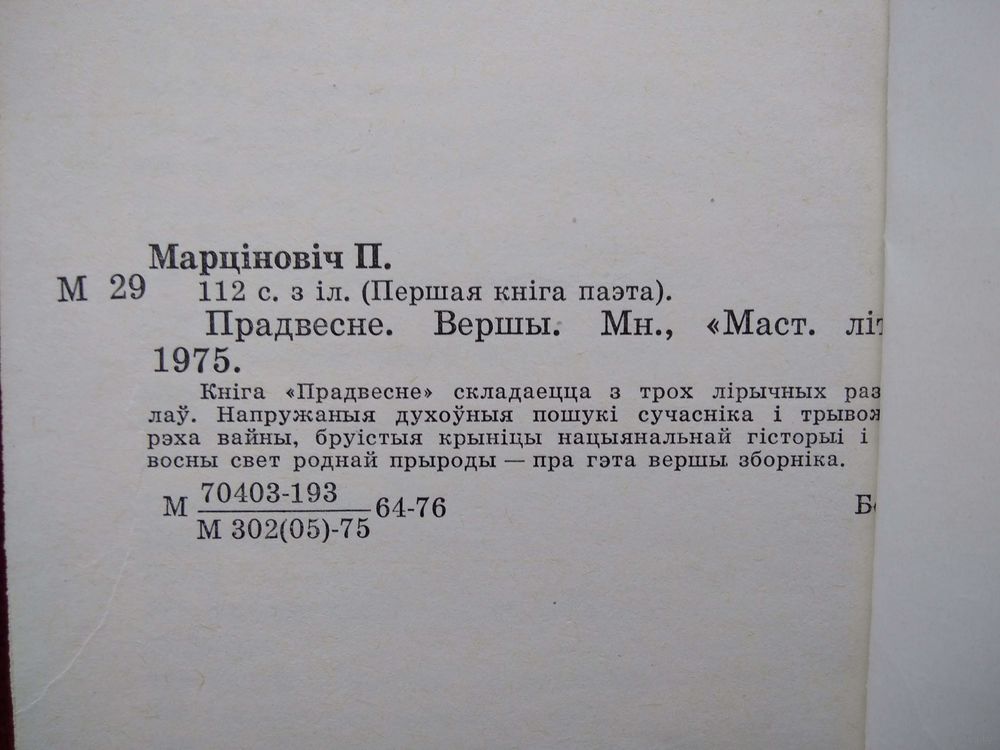 Марціновіч П.
М 29 112 с. з іл. (Першая кніга паэта).
Прадвесне. Вершы. Мн., «Маст.
1975.
Кніга «Прадвесне» складаецца з трох лірычных раз
лаў. Напружаныя духоўныя пошукі сучасніка і
рэха вайны, бруістыя крыніцы нацыянальнай гісторыі і
восны свет роднай прыроды — пра гэта вершы зборніка.
М 70403-193 64-76
М 302(05)-75